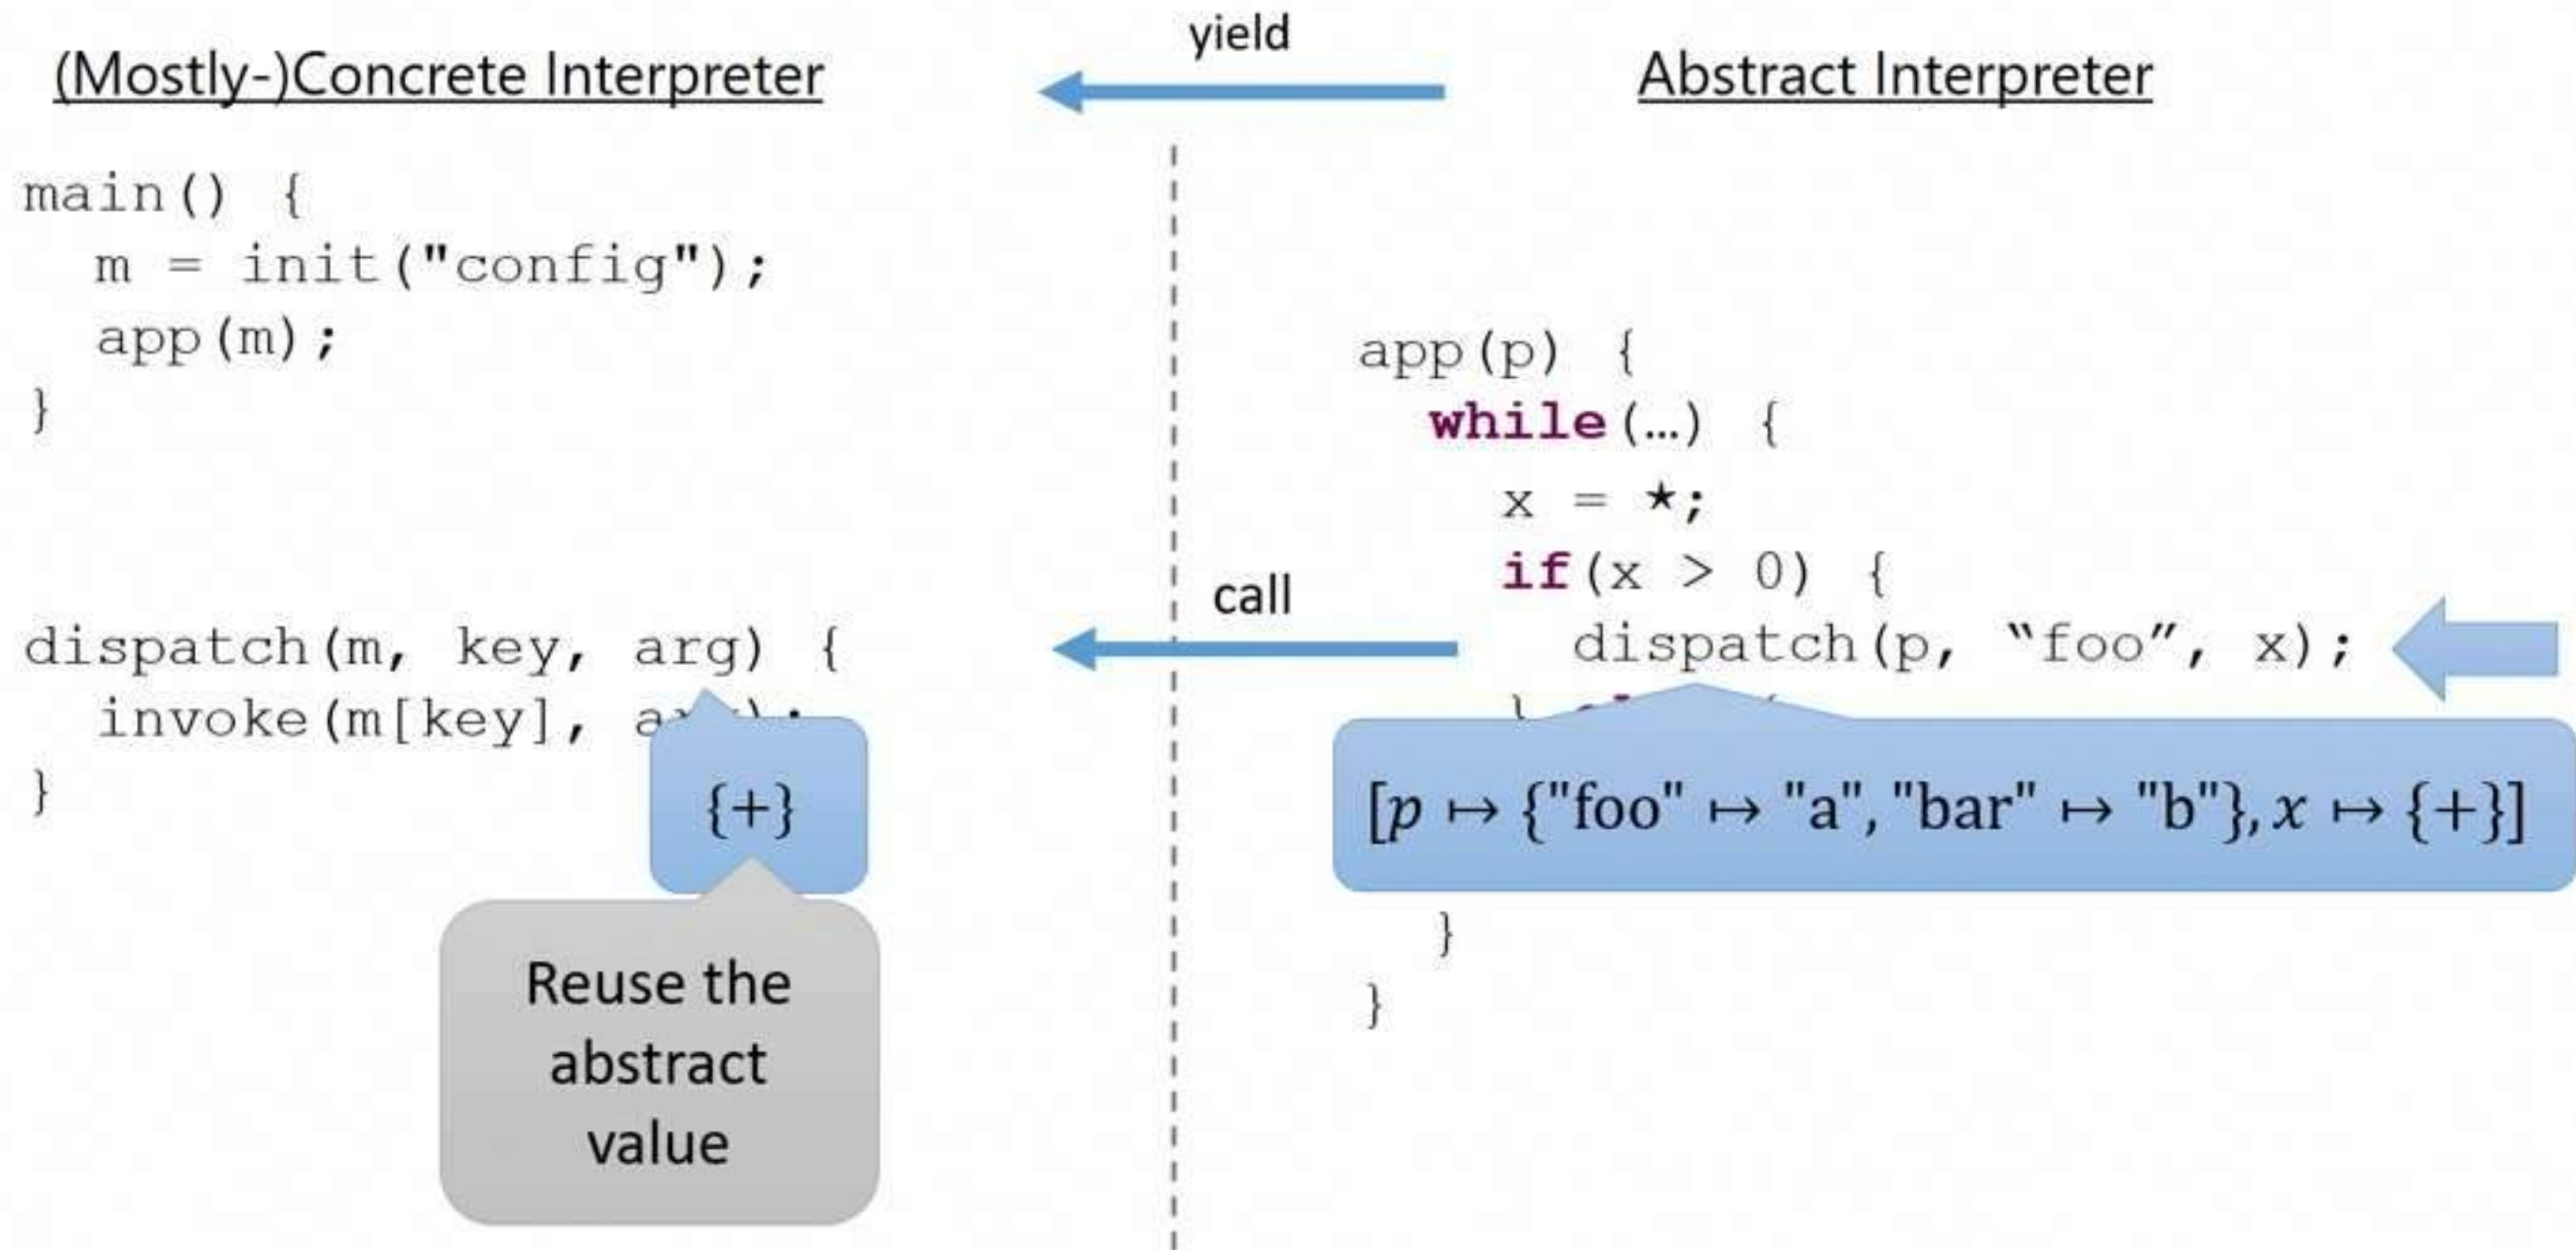 yield
(Mostly-)Concrete Interpreter
Abstract Interpreter
main() {
m = init("config");
app(m);
}
dispatch(m, key, arg) {
invoke(m[key],
}
{+}
Reuse the
abstract
value
call
app(p) {
while(…) {
x = *;
if(x > 0) {
dispatch(p, “foo”, x);
[p ↦ {"foo" ↦ "a", "bar" ↦ "b"}, x ↦ {+}]
}
}